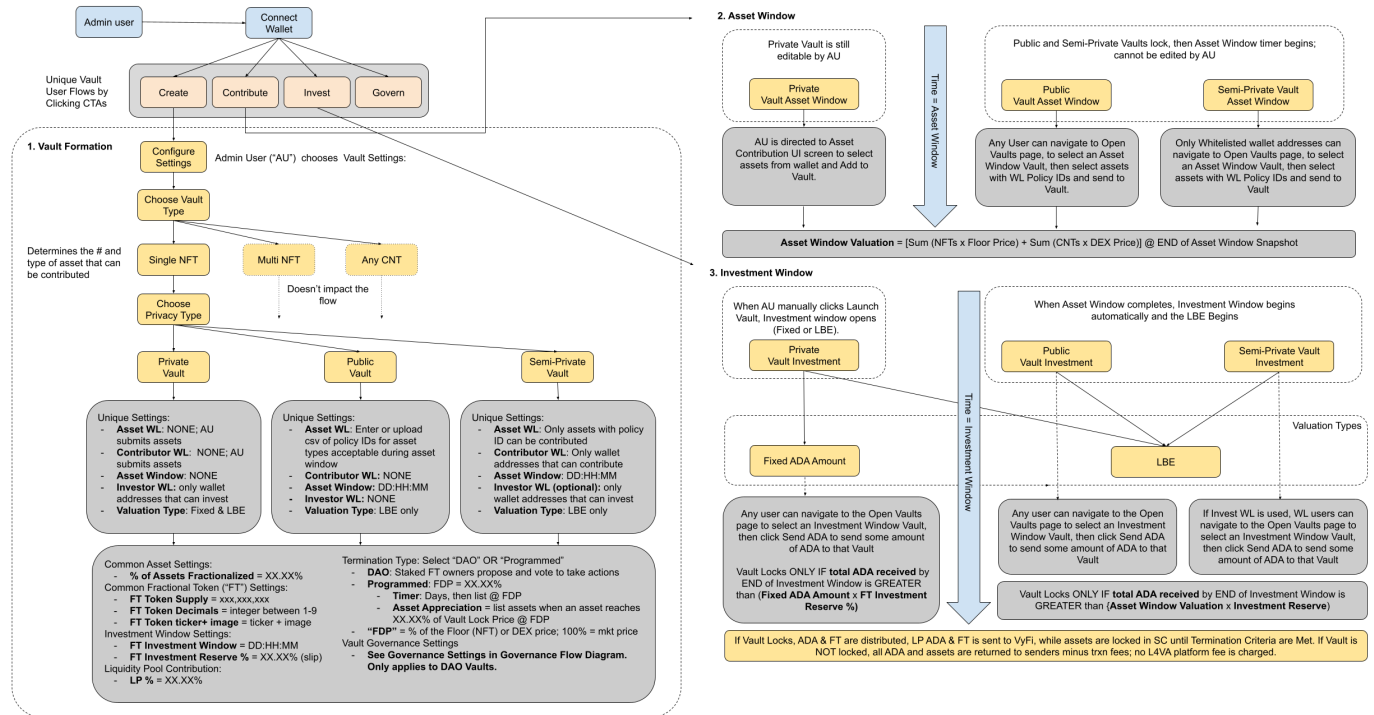 Admin user
Connect
Wallet
Unique Vault
User Flows by
Clicking CTAs
Create
Contribute
Invest
Govern
1. Vault Formation
Configure
Settings
Admin User ("AU") chooses Vault Settings:
Choose Vault
Type
Determines the # and
type of asset that can
be contributed
Single NFT
Multi NFT
Any CNT
Doesn't impact the
flow
Choose
Privacy Type
Private
Vault
Public
Vault
Semi-Private
Vault
Unique Settings:
- Asset WL: NONE; AU
submits assets
- Contributor WL: NONE; AU
submits assets
- Asset Window: NONE
- Investor WL: only wallet
addresses that can invest
- Valuation Type: Fixed & LBE
Unique Settings:
- Asset WL: Enter or upload
csv of policy IDs for asset
types acceptable during asset
window
- Contributor WL: NONE
- Asset Window: DD:HH:MM
- Investor WL: NONE
- Valuation Type: LBE only
Unique Settings:
- Asset WL: Only assets with policy
ID can be contributed
- Contributor WL: Only wallet
addresses that can contribute
- Asset Window: DD:HH:MM
- Investor WL (optional): only
wallet addresses that can invest
- Valuation Type: LBE only
Common Asset Settings:
- % of Assets Fractionalized = XX.XX%
Common Fractional Token ("FT") Settings:
- FT Token Supply = xxx,xxx,xxx
- FT Token Decimals = integer between 1-9
- FT Token ticker+ image = ticker + image
Investment Window Settings:
- FT Investment Window = DD:HH:MM
- FT Investment Reserve % = XX.XX% (slip)
Liquidity Pool Contribution:
- LP % = XX.XX%
Termination Type: Select "DAO" OR "Programmed"
- DAO: Staked FT owners propose and vote to take actions
- Programmed: FDP = XX.XX%
- Timer: Days, then list @ FDP
- Asset Appreciation = list assets when an asset reaches
XX.XX% of Vault Lock Price @ FDP
- "FDP" = % of the Floor (NFT) or DEX price; 100% = mkt price
Vault Governance Settings
- See Governance Settings in Governance Flow Diagram.
Only applies to DAO Vaults.
2. Asset Window
Private Vault is still
editable by AU
Private
Vault Asset Window
Time = Asset Window
Public and Semi-Private Vaults lock, then Asset Window timer begins;
cannot be edited by AU
Public
Vault Asset Window
Semi-Private Vault
Asset Window
AU is directed to Asset
Contribution UI screen to select
assets from wallet and Add to
Vault.
Any User can navigate to Open
Vaults page, to select an Asset
Window Vault, then select assets
with WL Policy IDs and send to
Vault.
Only Whitelisted wallet addresses can
navigate to Open Vaults page, to select
an Asset Window Vault, then select
assets with WL Policy IDs and send to
Vault
Asset Window Valuation = [Sum (NFTs x Floor Price) + Sum (CNTs x DEX Price)] @ END of Asset Window Snapshot
3. Investment Window
When AU manually clicks Launch
Vault, Investment window opens
(Fixed or LBE).
Private
Vault Investment
Time = Investment Window
When Asset Window completes, Investment Window begins
automatically and the LBE Begins
Public
Vault Investment
Semi-Private Vault
Investment
Valuation Types
Fixed ADA Amount
LBE
Any user can navigate to the Open Vaults
page to select an Investment Window Vault,
then click Send ADA to send some amount
of ADA to that Vault
Vault Locks ONLY IF total ADA received by
END of Investment Window is GREATER
than (Fixed ADA Amount x FT Investment
Reserve %)
Any user can navigate to the Open
Vaults page to select an Investment
Window Vault, then click Send ADA
to send some amount of ADA to that
Vault
If Invest WL is used, WL users can
navigate to the Open Vaults page to
select an Investment Window Vault,
then click Send ADA to send some
amount of ADA to that Vault
Vault Locks ONLY IF total ADA received by END of Investment Window is
GREATER than {Asset Window Valuation x Investment Reserve)
If Vault Locks, ADA & FT are distributed, LP ADA & FT is sent to VyFi, while assets are locked in SC until Termination Criteria are Met. If Vault is
NOT locked, all ADA and assets are returned to senders minus trxn fees; no L4VA platform fee is charged.